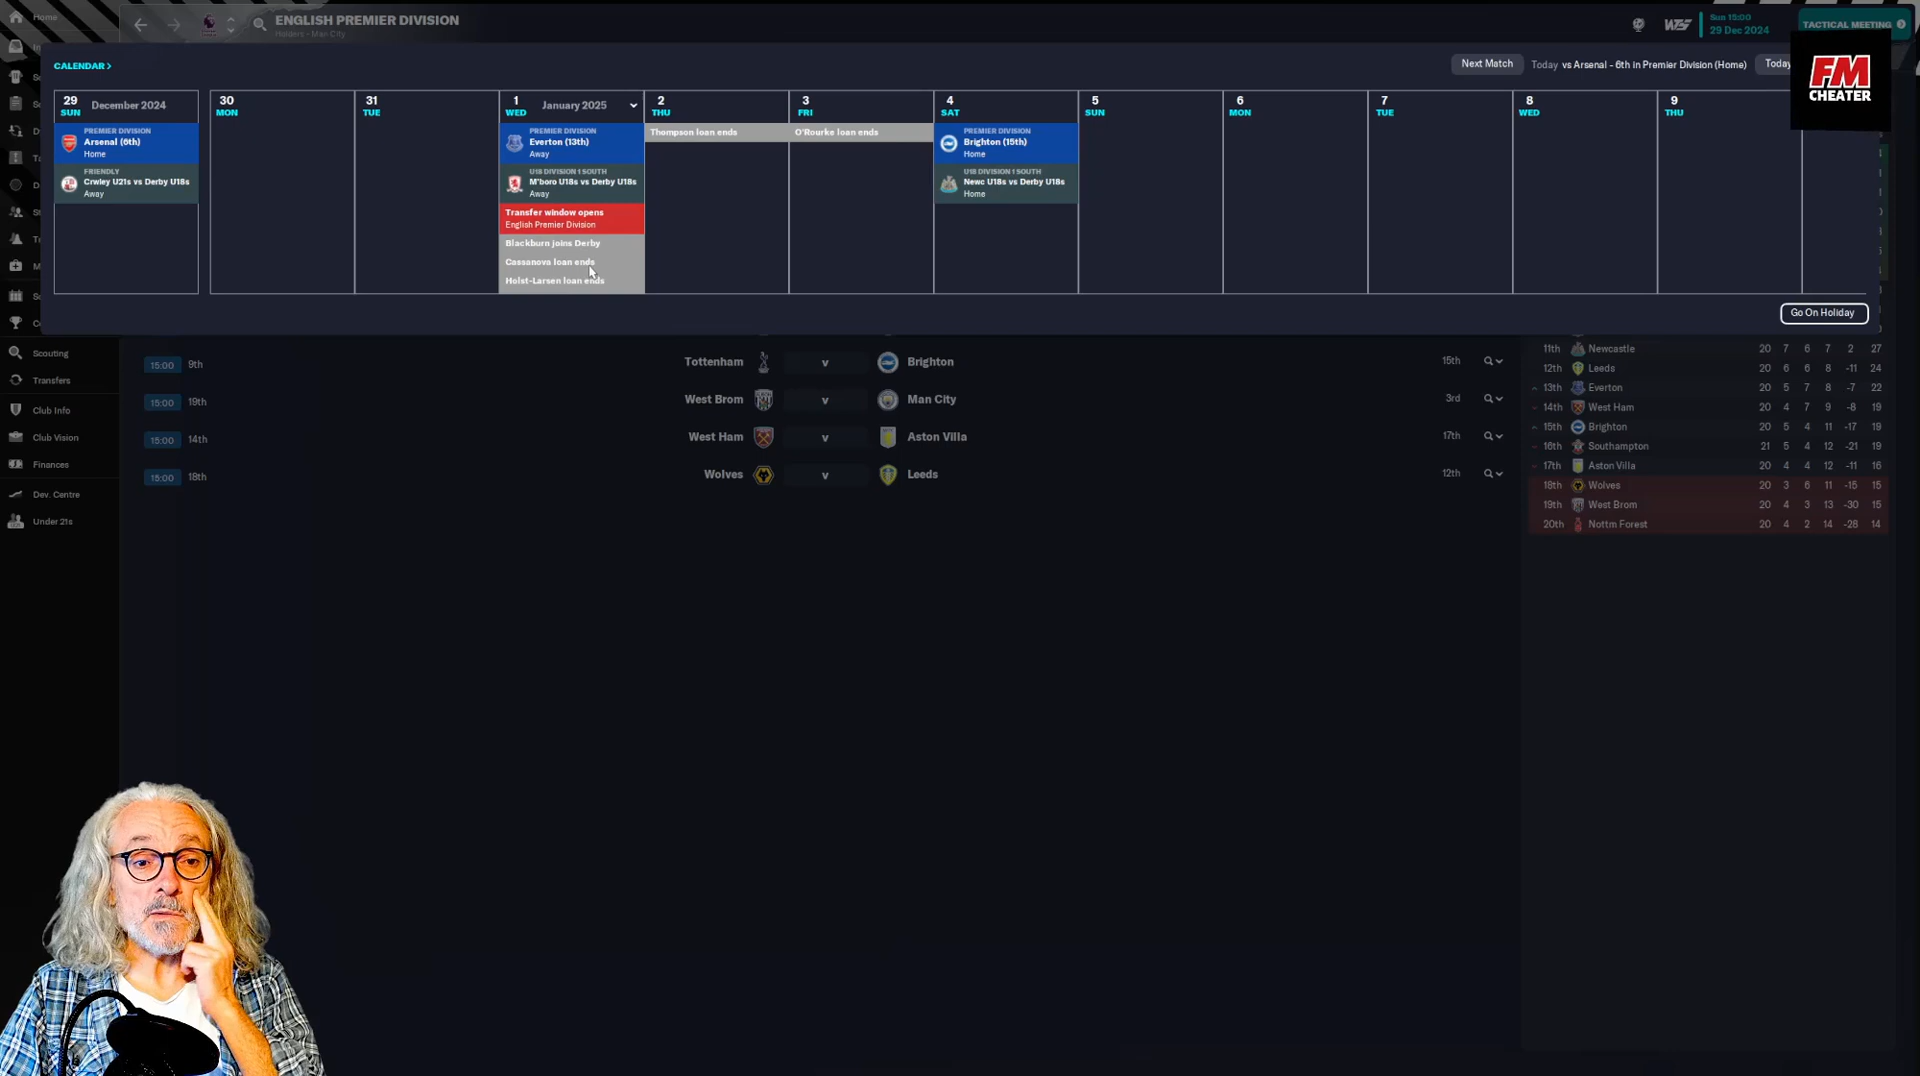 Home
ENGLISH PREMIER DIVISION
Holders - Man City
Sun 15:00
29 Dec 2024
TACTICAL MEETING
CALENDAR >
Next Match
Today vs Arsenal - 6th in Premier Division (Home)
Today
FM
CHEATER
29 December 2024
SUN
30
MON
31
TUE
1 January 2025
WED
2
THU
3
FRI
4
SAT
5
SUN
6
MON
7
TUE
8
WED
9
THU
PREMIER DIVISION
Arsenal (6th)
Home
FRIENDLY
Crwley U21s vs Derby U18s
Away
PREMIER DIVISION
Everton (13th)
Away
U18 DIVISION 1 SOUTH
M'boro U18s vs Derby U18s
Away
Transfer window opens
English Premier Division
Blackburn joins Derby
Cassanova loan ends
Holst-Larsen loan ends
Thompson loan ends
O'Rourke loan ends
PREMIER DIVISION
Brighton (15th)
Home
U18 DIVISION 1 SOUTH
Newc U18s vs Derby U18s
Home
Go On Holiday
Scouting
Transfers
Club Info
Club Vision
Finances
Dev. Centre
Under 21s
15:00 9th Tottenham v Brighton 15th
15:00 19th West Brom v Man City 3rd
15:00 14th West Ham v Aston Villa 17th
15:00 18th Wolves v Leeds 12th
11th Newcastle 20 7 6 7 2 27
12th Leeds 20 6 6 8 -11 24
13th Everton 20 5 7 8 -7 22
14th West Ham 20 4 7 9 -8 19
15th Brighton 20 5 4 11 -17 19
16th Southampton 21 5 4 12 -21 19
17th Aston Villa 20 4 4 12 -11 16
18th Wolves 20 3 6 11 -15 15
19th West Brom 20 4 3 13 -30 15
20th Nottm Forest 20 4 2 14 -28 14